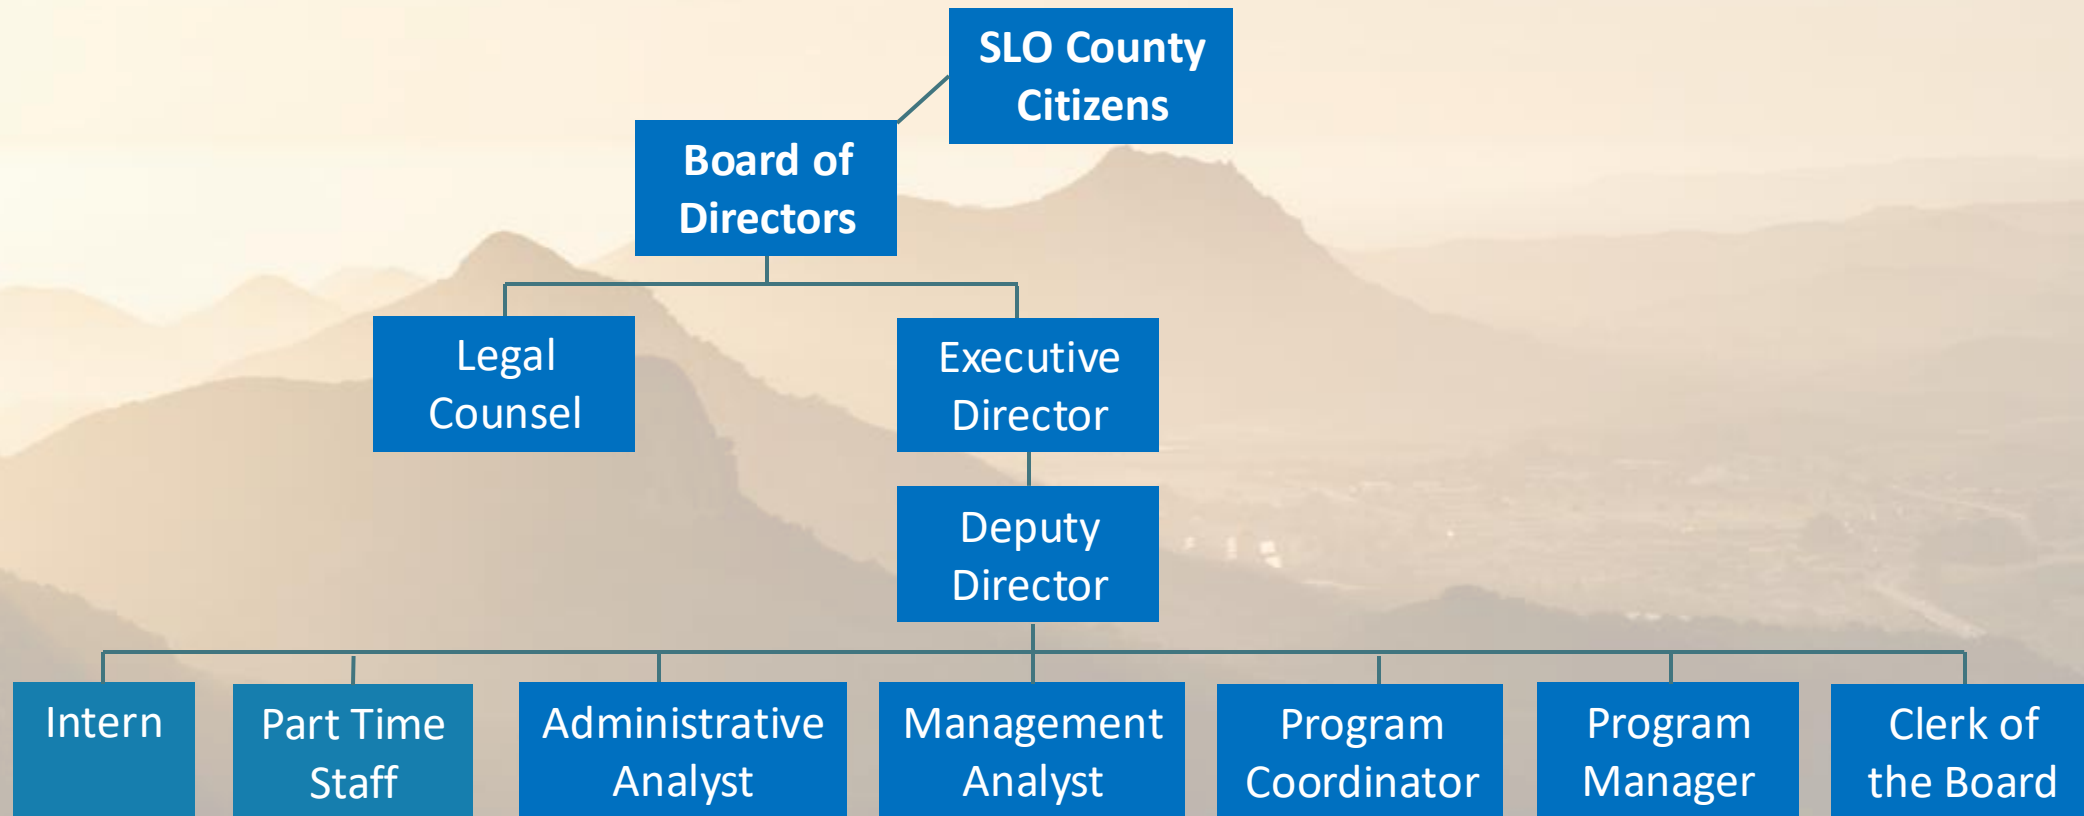 SLO County
Citizens
Board of
Directors
Legal
Counsel
Executive
Director
Deputy
Director
Intern
Part Time
Staff
Administrative
Analyst
Management
Analyst
Program
Coordinator
Program
Manager
Clerk of
the Board